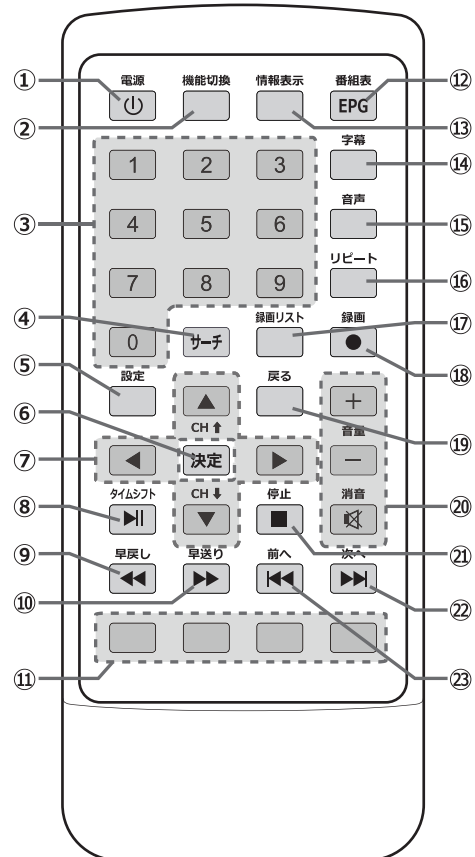 ① 電源 機能切換 情報表示 番組表 ⑫
EPG
② ⑬
字幕 ⑭
1 2 3
音声
③ 4 5 6 ⑮
リピート ⑯
7 8 9
④ 録画リスト 録画 ⑰
0 サーチ ⑱
⑤ 設定 戻る
+
⑥ CH ⑲
音量
⑦ 決定 −
タイムシフト CH 停止 消音 ⑳
⑧ ㉑
⑨ 早戻し 早送り 前へ 次へ
⑩ ㉒
⑪ ㉓